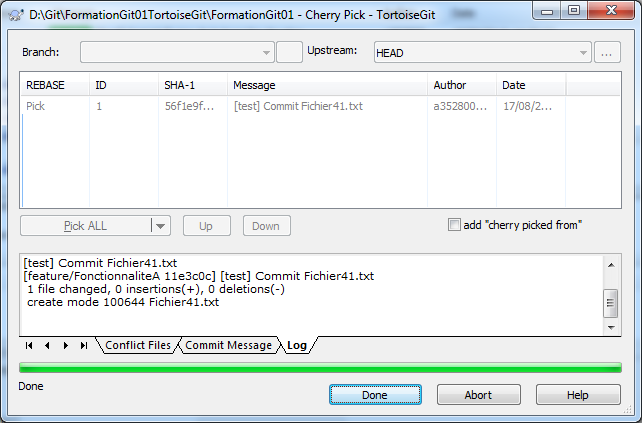 D:\Git\FormationGit01TortoiseGit\FormationGit01 - Cherry Pick - TortoiseGit
Branch: Upstream: HEAD ...
REBASE ID SHA-1 Message Author Date
Pick 1 56f1e9f... [test] Commit Fichier41.txt a352800... 17/08/2...
Pick ALL Up Down add "cherry picked from"
[test] Commit Fichier41.txt
[feature/FonctionnaliteA 11e3c0c] [test] Commit Fichier41.txt
1 file changed, 0 insertions(+), 0 deletions(-)
create mode 100644 Fichier41.txt
Conflict Files Commit Message Log
Done
Done Abort Help